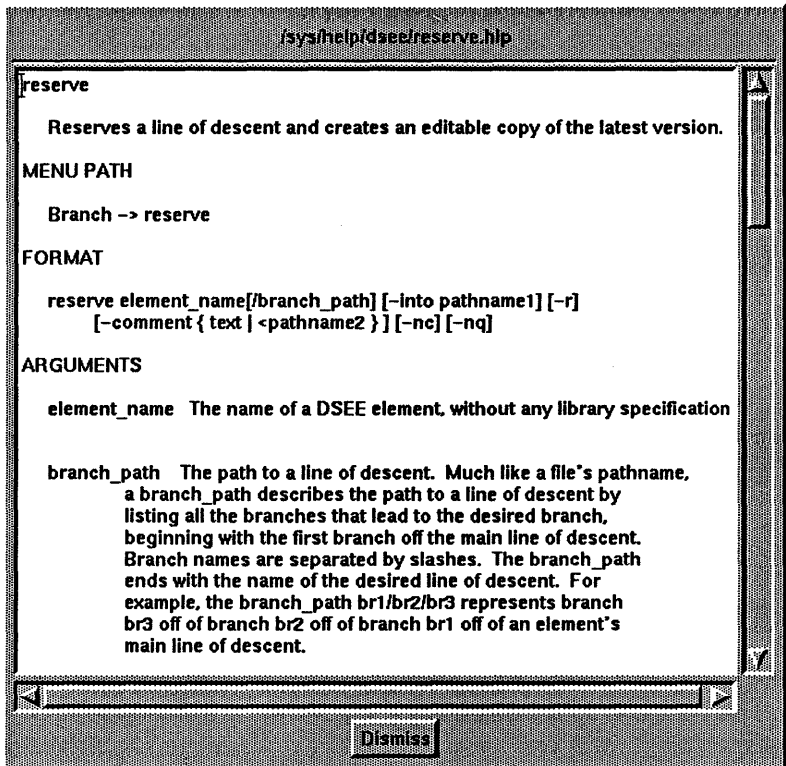 /sys/help/dsee/reserve.hlp
reserve
Reserves a line of descent and creates an editable copy of the latest version.
MENU PATH
Branch -> reserve
FORMAT
reserve element_name[/branch_path] [-into pathname1] [-r]
[-comment { text | <pathname2 } ] [-nc] [-nq]
ARGUMENTS
element_name The name of a DSEE element, without any library specification
branch_path The path to a line of descent. Much like a file's pathname,
a branch_path describes the path to a line of descent by
listing all the branches that lead to the desired branch,
beginning with the first branch off the main line of descent.
Branch names are separated by slashes. The branch_path
ends with the name of the desired line of descent. For
example, the branch_path br1/br2/br3 represents branch
br3 off of branch br2 off of branch br1 off of an element's
main line of descent.
Dismiss